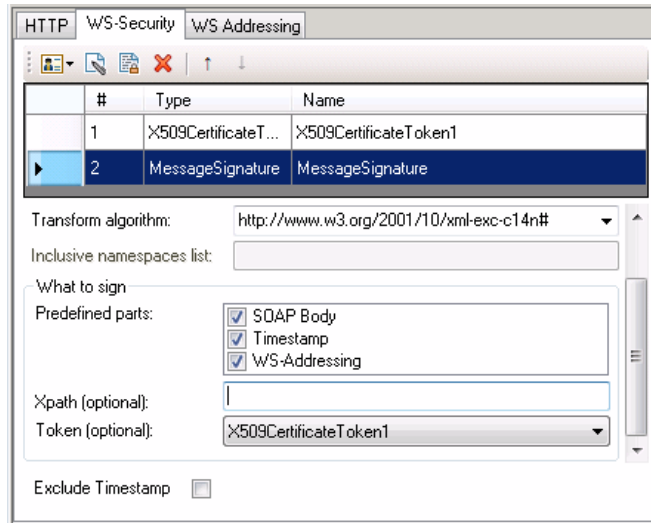 HTTP WS-Security WS Addressing
# Type Name
1 X509CertificateT... X509CertificateToken1
2 MessageSignature MessageSignature
Transform algorithm: http://www.w3.org/2001/10/xml-exc-c14n#
Inclusive namespaces list:
What to sign
Predefined parts: SOAP Body
Timestamp
WS-Addressing
Xpath (optional):
Token (optional): X509CertificateToken1
Exclude Timestamp